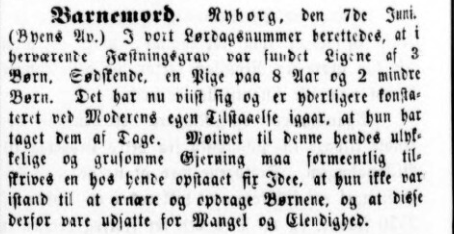 Barnemord. Nyborg, den 7de Juni.
(Byens Av.) I vort Lørdagsnummer berettedes, at i
herværende Fæstningsgrav var fundet Ligene af 3
Børn, Sødskende, en Pige paa 8 Aar og 2 mindre
Børn. Det har nu viist sig og er yderligere konsta-
teret ved Moderens egen Tilstaaelse igaar, at hun har
taget dem af Dage. Motivet til denne hendes ulyk-
kelige og grusomme Gjerning maa formeentlig til-
skrives en hos hende opstaaet fix Idee, at hun ikke var
istand til at ernære og opdrage Børnene, og at disse
derfor vare udsatte for Mangel og Elendighed.